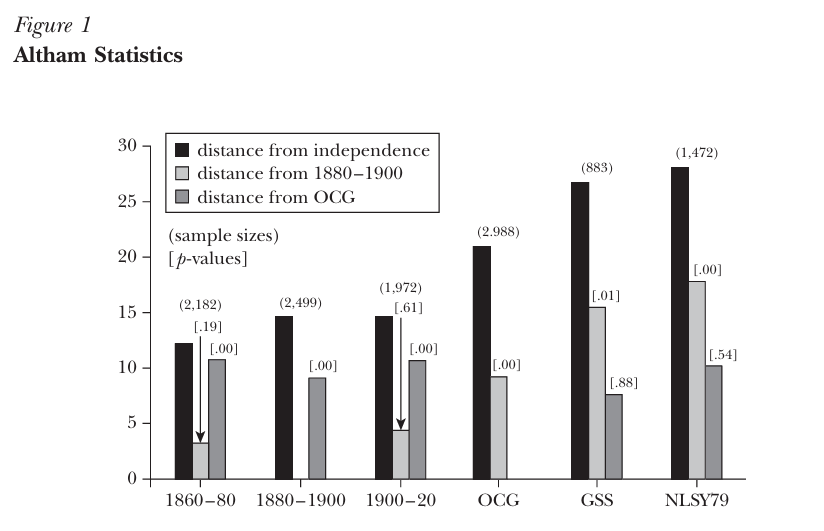 Figure 1
Altham Statistics
30
25
20
15
10
5
0
distance from independence
distance from 1880–1900
distance from OCG
(sample sizes)
[p-values]
(2,182)
[.19]
[.00]
(2,499)
[.00]
(1,972)
[.61]
[.00]
(2.988)
[.00]
(883)
[.01]
[.88]
(1,472)
[.00]
[.54]
1860–80 1880–1900 1900–20 OCG GSS NLSY79